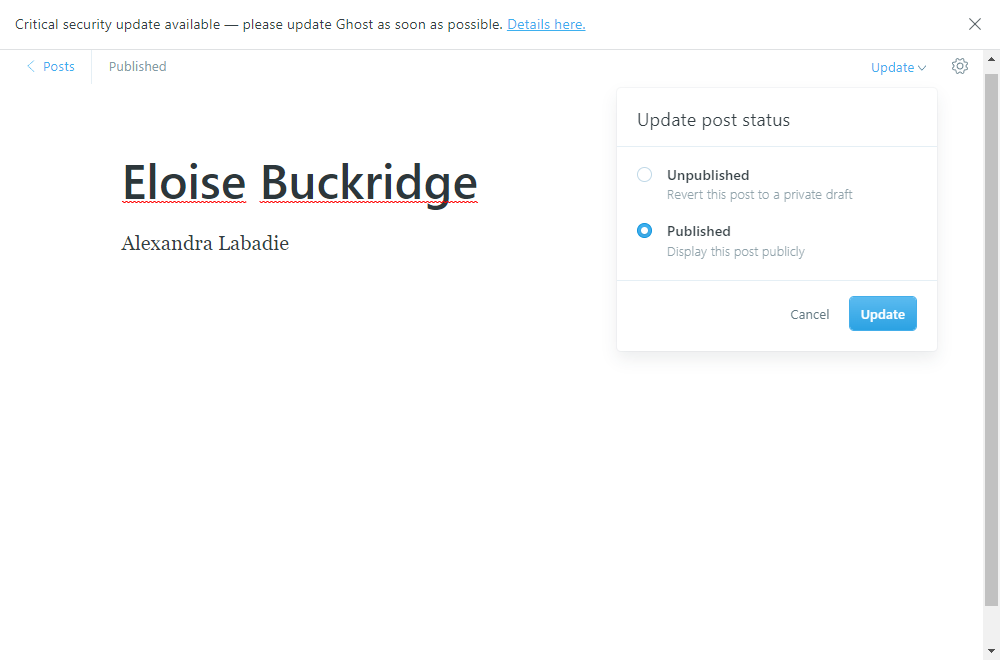 Critical security update available — please update Ghost as soon as possible. Details here.
Posts
Published
Update
Update post status
Eloise Buckridge
Alexandra Labadie
Unpublished
Revert this post to a private draft
Published
Display this post publicly
Cancel
Update